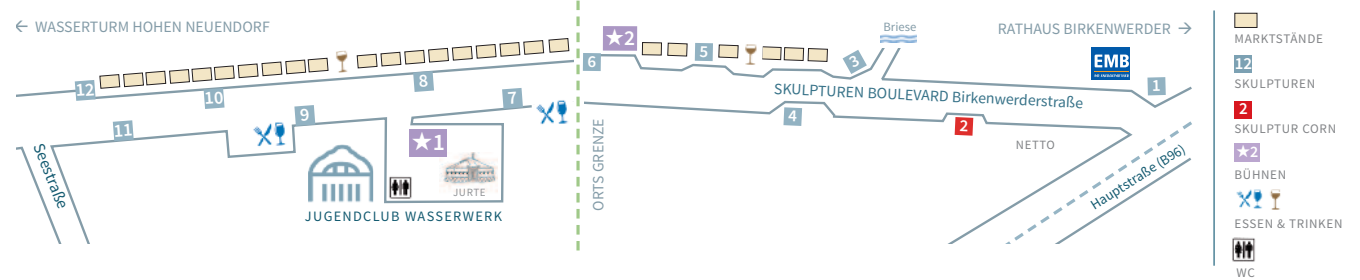 ← WASSERTURM HOHEN NEUENDORF
12
11
10
9
8
7
★1
JURTE
JUGENDCLUB WASSERWERK
Seestraße
ORTS GRENZE
★2
6
5
4
3
Briese
RATHAUS BIRKENWERDER →
EMB
1
SKULPTUREN BOULEVARD Birkenwerderstraße
2
NETTO
Hauptstraße (B96)
MARKTSTÄNDE
12
SKULPTUREN
2
SKULPTUR CORN
★2
BÜHNEN
ESSEN & TRINKEN
WC